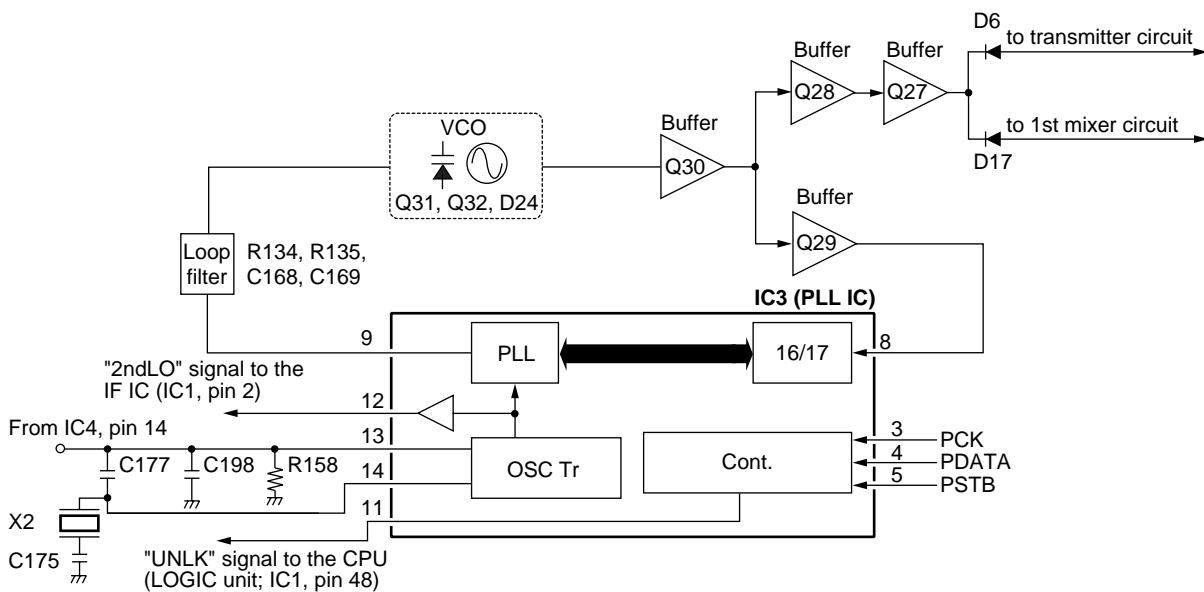 D6
to transmitter circuit
Buffer
Buffer
Q28
Q27
to 1st mixer circuit
D17
VCO
Q31, Q32, D24
Buffer
Q30
Buffer
Q29
Loop
filter
R134, R135,
C168, C169
IC3 (PLL IC)
9
PLL
16/17
8
"2ndLO" signal to the
IF IC (IC1, pin 2)
12
From IC4, pin 14
13
C177
C198
R158
14
OSC Tr
Cont.
3
PCK
4
PDATA
5
PSTB
11
X2
C175
"UNLK" signal to the CPU
(LOGIC unit; IC1, pin 48)